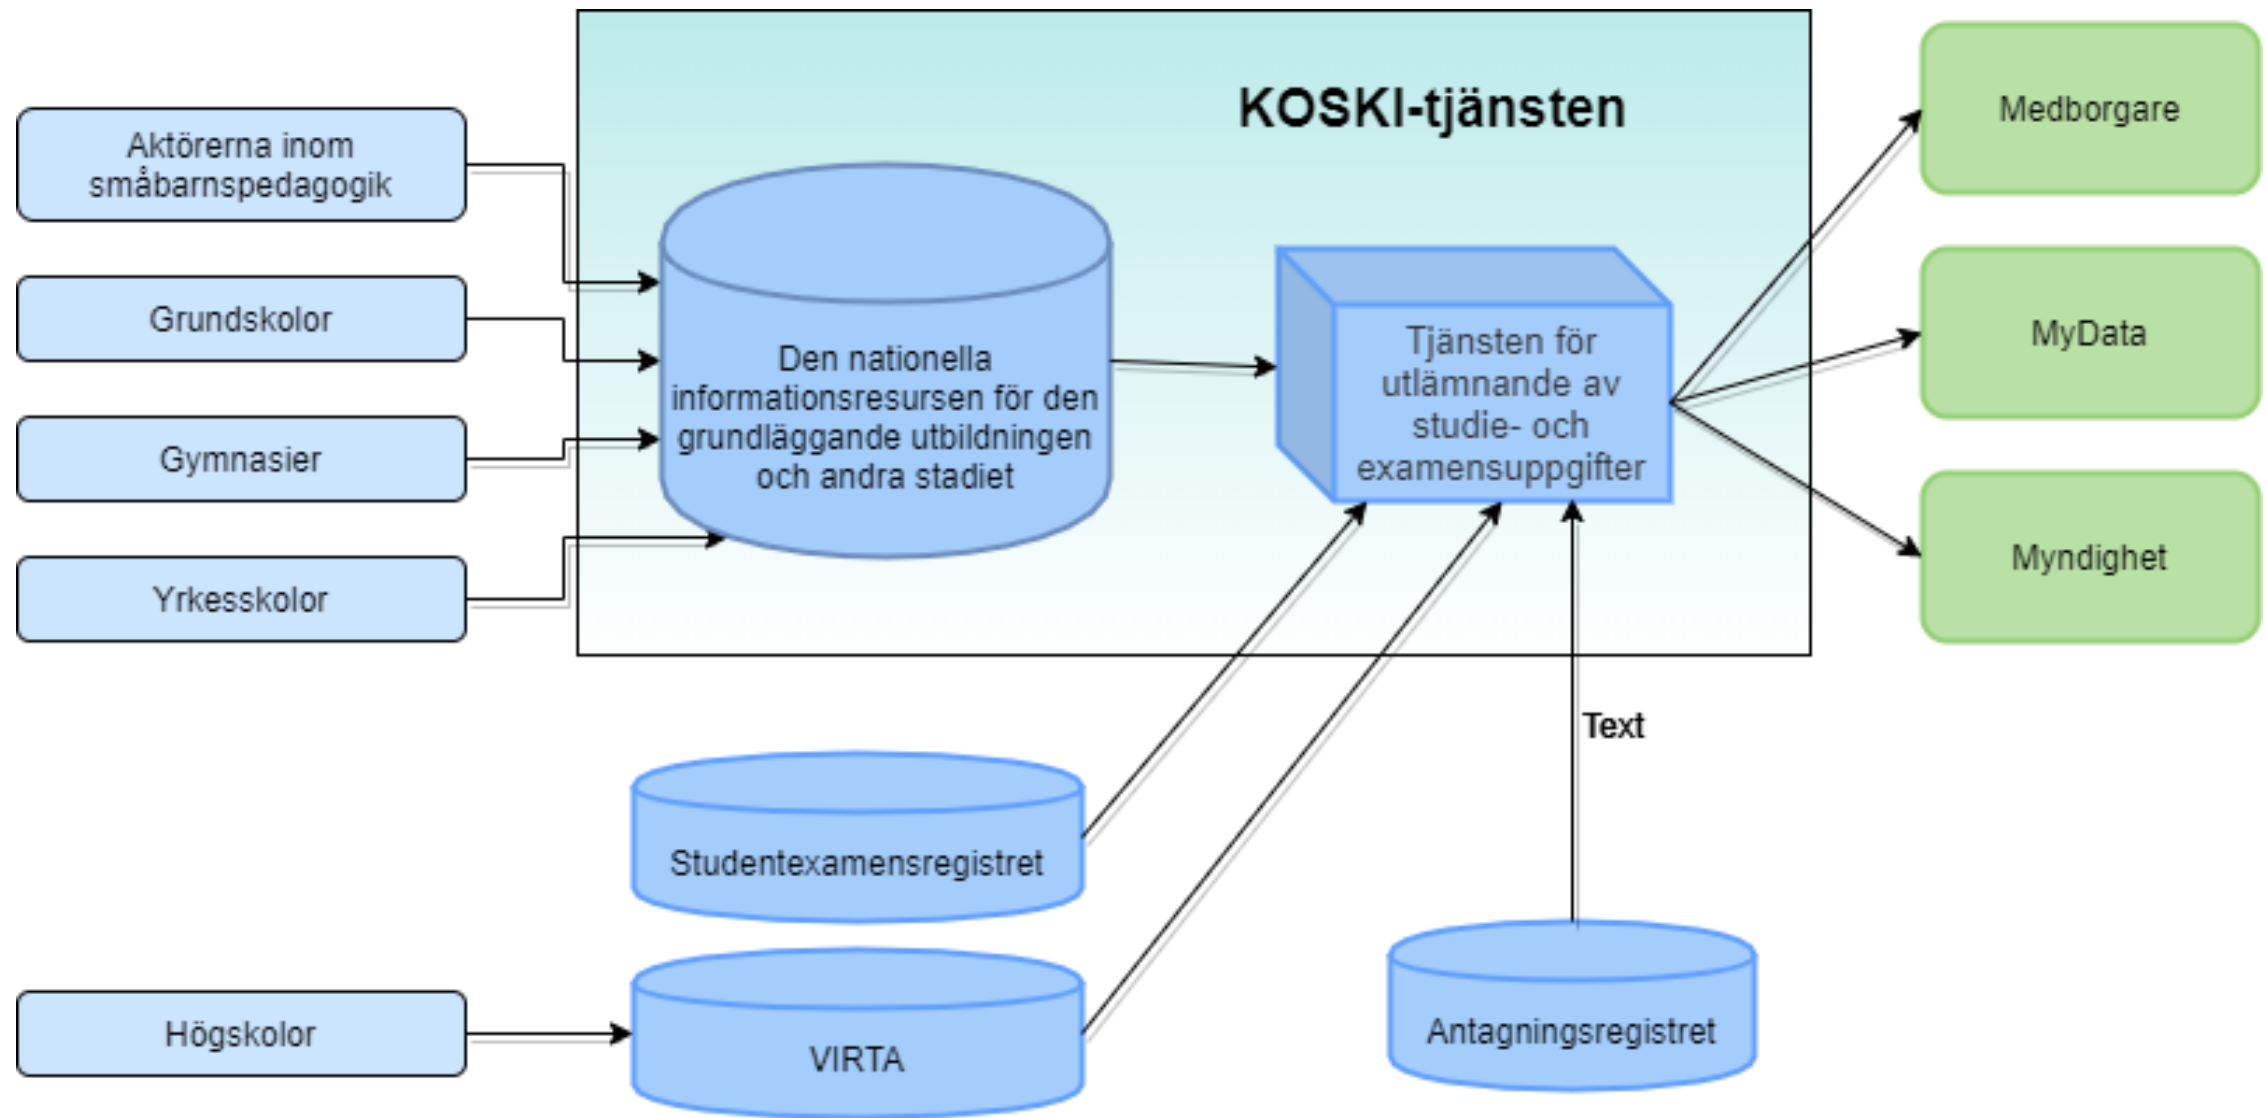 KOSKI-tjänsten
Aktörerna inom
småbarnspedagogik
Grundskolor
Gymnasier
Yrkesskolor
Den nationella
informationsresursen för den
grundläggande utbildningen
och andra stadiet
Tjänsten för
utlämnande av
studie- och
examensuppgifter
Medborgare
MyData
Myndighet
Text
Studentexamensregistret
Högskolor
VIRTA
Antagningsregistret